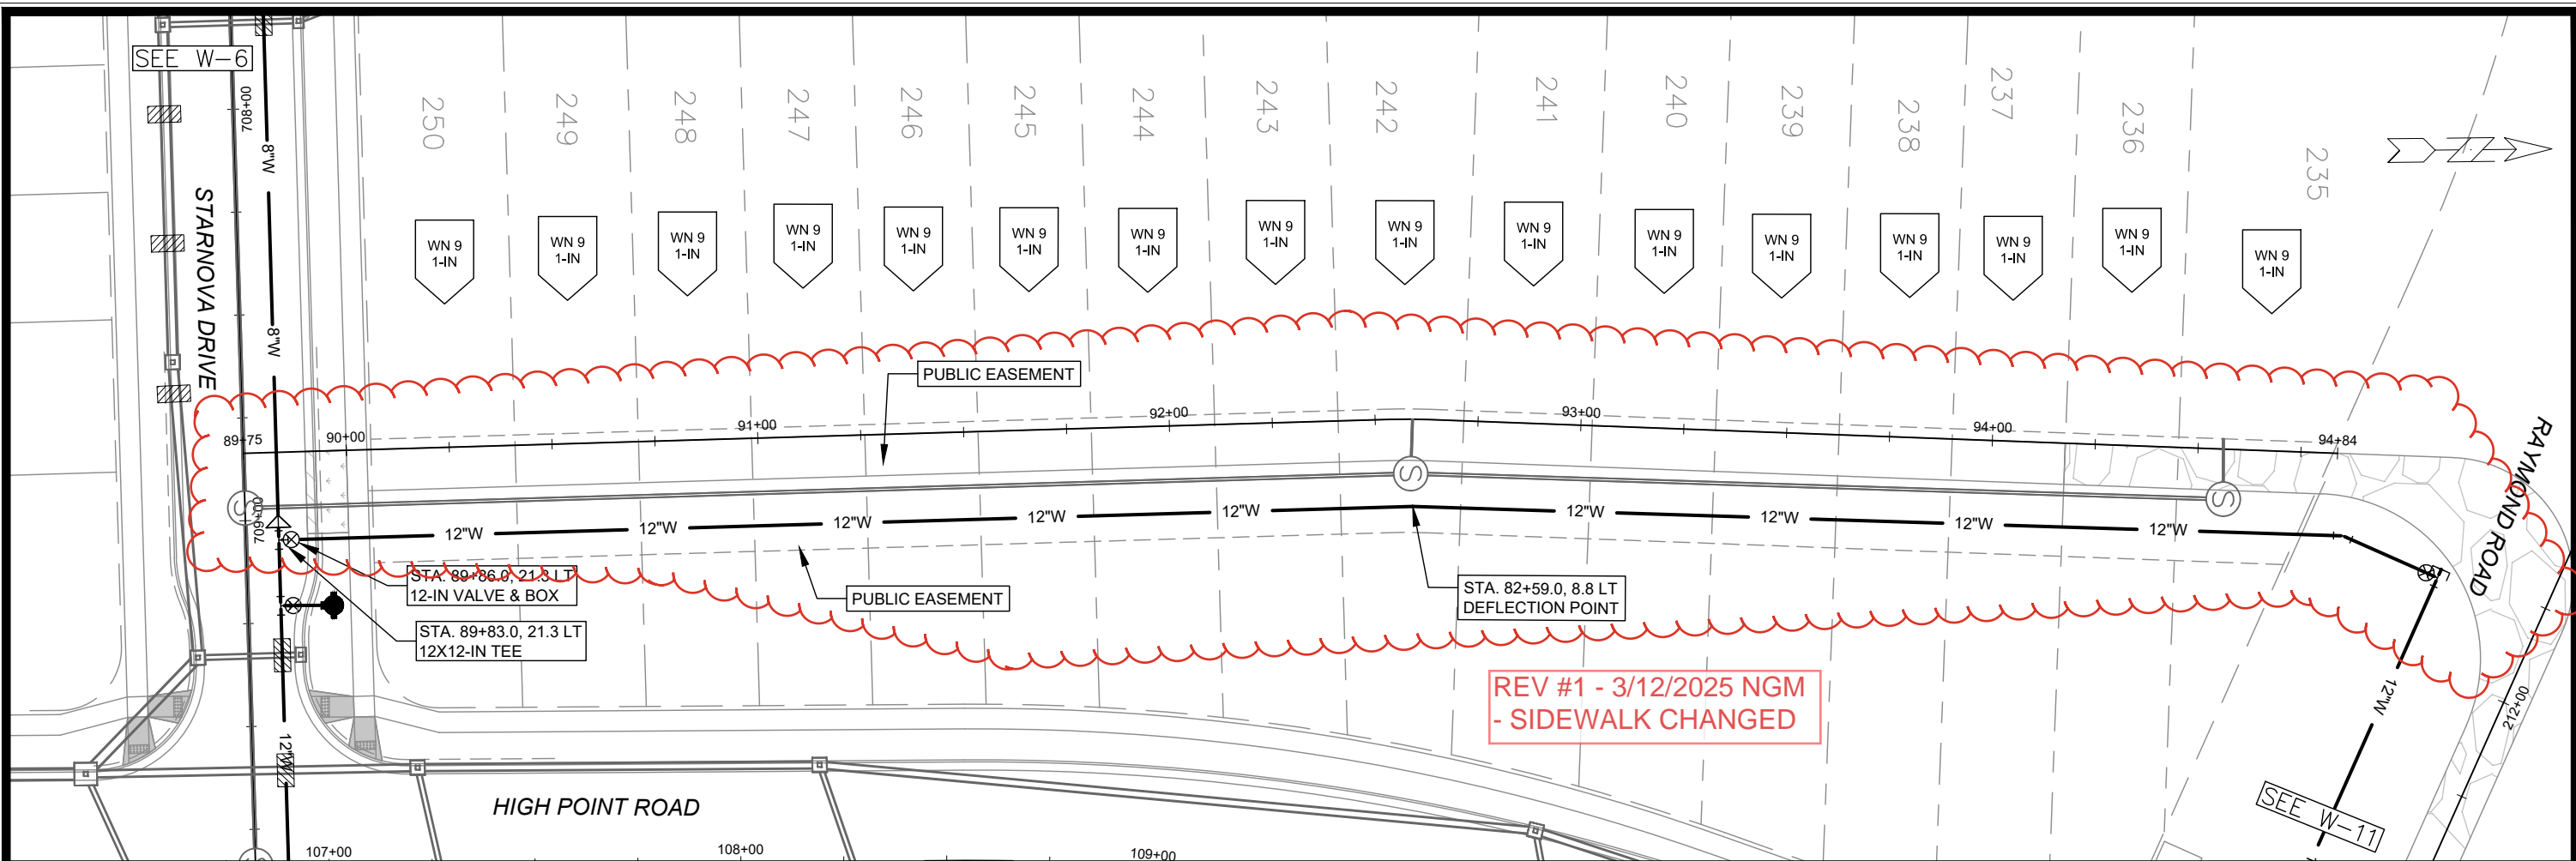 SEE W-6
708+00
8"W
8"W
STARNOVA DRIVE
250
249
248
247
246
245
244
243
242
241
240
239
238
237
236
235
WN 9
1-IN
WN 9
1-IN
WN 9
1-IN
WN 9
1-IN
WN 9
1-IN
WN 9
1-IN
WN 9
1-IN
WN 9
1-IN
WN 9
1-IN
WN 9
1-IN
WN 9
1-IN
WN 9
1-IN
WN 9
1-IN
WN 9
1-IN
WN 9
1-IN
WN 9
1-IN
PUBLIC EASEMENT
89+75
90+00
91+00
92+00
93+00
94+00
94+84
RAYMOND ROAD
S
S
S
709+00
12"W
12"W
12"W
12"W
12"W
12"W
12"W
12"W
12"W
STA. 89+86.0, 21.3 LT
12-IN VALVE & BOX
PUBLIC EASEMENT
STA. 82+59.0, 8.8 LT
DEFLECTION POINT
STA. 89+83.0, 21.3 LT
12X12-IN TEE
REV #1 - 3/12/2025 NGM
- SIDEWALK CHANGED
12"W
12"W
212+00
HIGH POINT ROAD
SEE W-11
107+00
108+00
109+00